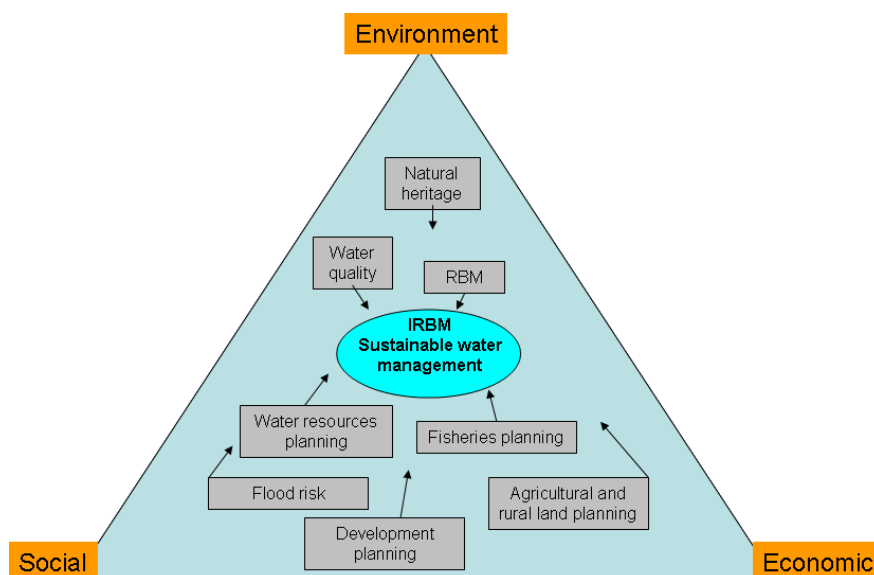 Environment
Natural
heritage
Water
quality
RBM
IRBM
Sustainable water
management
Water resources
planning
Fisheries planning
Flood risk
Agricultural and
rural land planning
Development
planning
Social
Economic